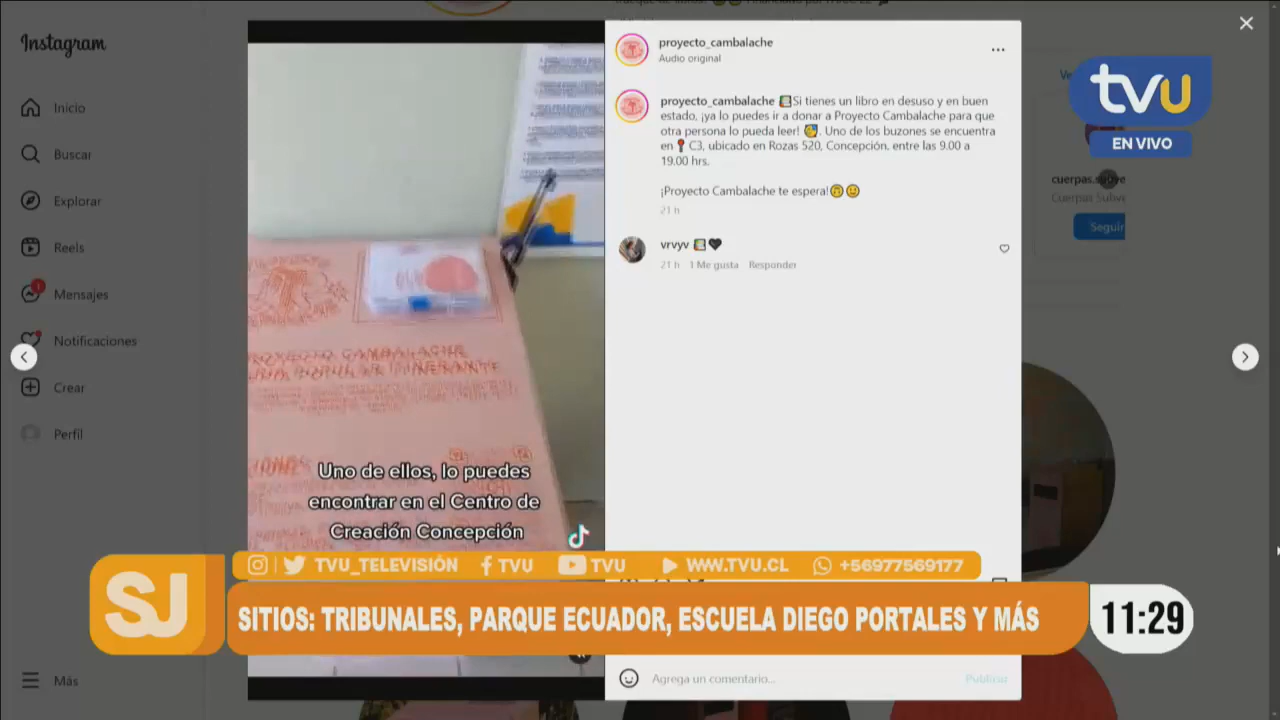 Instagram
Inicio
Buscar
Explorar
Reels
1
Mensajes
Notificaciones
Crear
Perfil
Más
PROYECTO CAMBALACHE
POPULAR ITINERANTE
Uno de ellos, lo puedes
encontrar en el Centro de
Creación Concepción
proyecto_cambalache
Audio original
proyecto_cambalache Si tienes un libro en desuso y en buen
estado, ¡ya lo puedes ir a donar a Proyecto Cambalache para que
otra persona lo pueda leer! . Uno de los buzones se encuentra
en C3, ubicado en Rozas 520, Concepción, entre las 9.00 a
19.00 hrs.
¡Proyecto Cambalache te espera!
21 h
vrvyv
21 h 1 Me gusta Responder
Agrega un comentario...
Publicar
tvu
EN VIVO
Seguir
TVU_TELEVISIÓN TVU TVU WWW.TVU.CL +56977569177
SJ
SITIOS: TRIBUNALES, PARQUE ECUADOR, ESCUELA DIEGO PORTALES Y MÁS
11:29